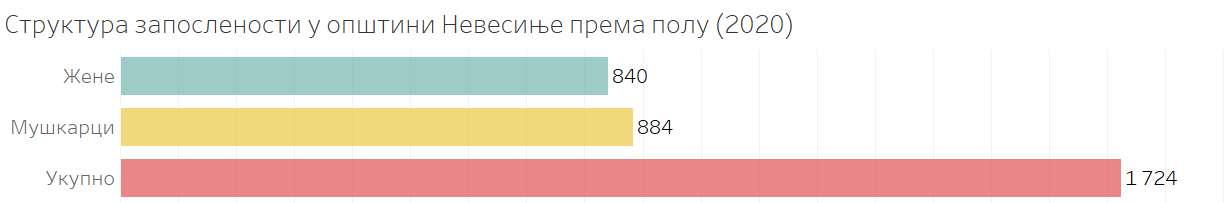 Структура запослености у општини Невесиње према полу (2020)
Жене 840
Мушкарци 884
Укупно 1 724